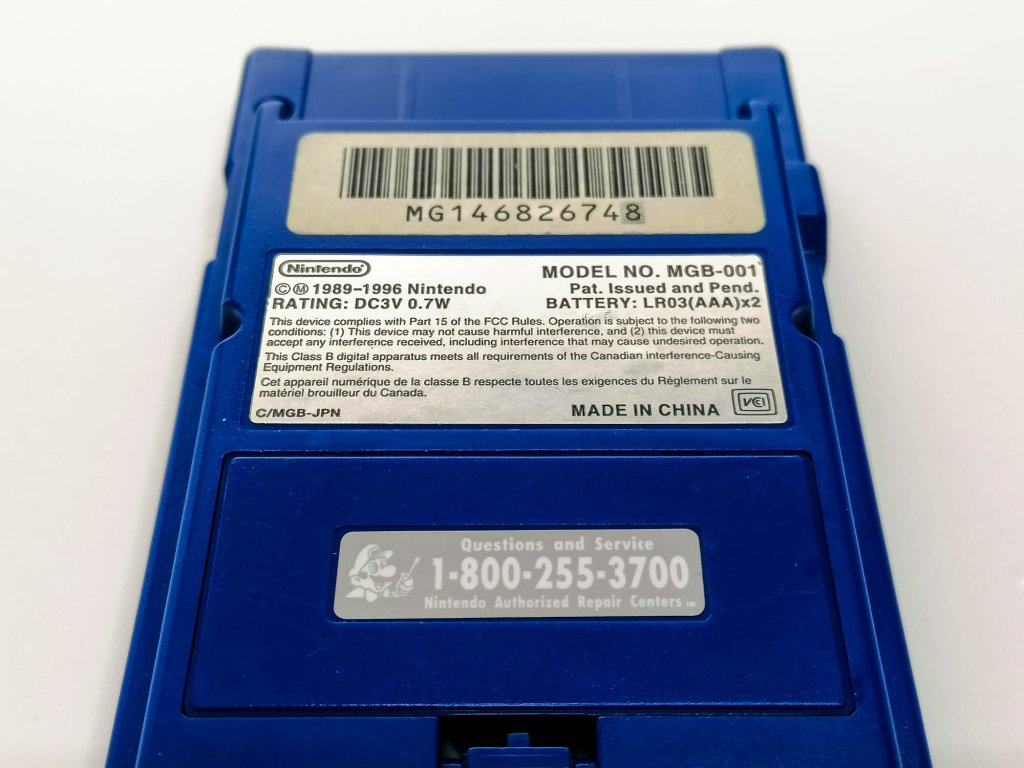 MG146826748
Nintendo®
©Ⓜ 1989-1996 Nintendo
RATING: DC3V 0.7W
MODEL NO. MGB-001
Pat. Issued and Pend.
BATTERY: LR03(AAA)x2
This device complies with Part 15 of the FCC Rules. Operation is subject to the following two
conditions: (1) This device may not cause harmful interference, and (2) this device must
accept any interference received, including interference that may cause undesired operation.
This Class B digital apparatus meets all requirements of the Canadian interference-Causing
Equipment Regulations.
Cet appareil numérique de la classe B respecte toutes les exigences du Réglement sur le
matériel brouilleur du Canada.
C/MGB-JPN
MADE IN CHINA
VCI
Questions and Service
1-800-255-3700
Nintendo Authorized Repair Centers SM